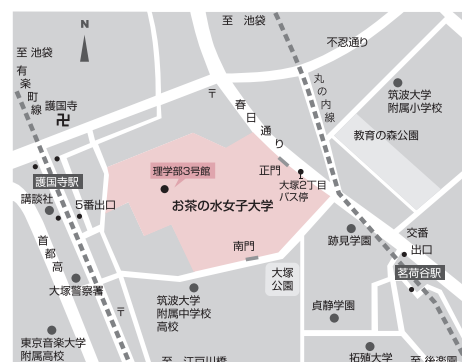 至 池袋
N
至 池袋
不忍通り
有楽町線
護国寺
卍
〒
春日通り
丸の内線
筑波大学
附属小学校
教育の森公園
理学部3号館
正門
大塚2丁目
バス停
護国寺駅
講談社
5番出口
お茶の水女子大学
首都高
南門
跡見学園
交番
出口
茗荷谷駅
大塚
公園
大塚警察署
〒
筑波大学
附属中学校
高校
貞静学園
東京音楽大学
附属高校
至 江戸川橋
拓殖大学
至 後楽園